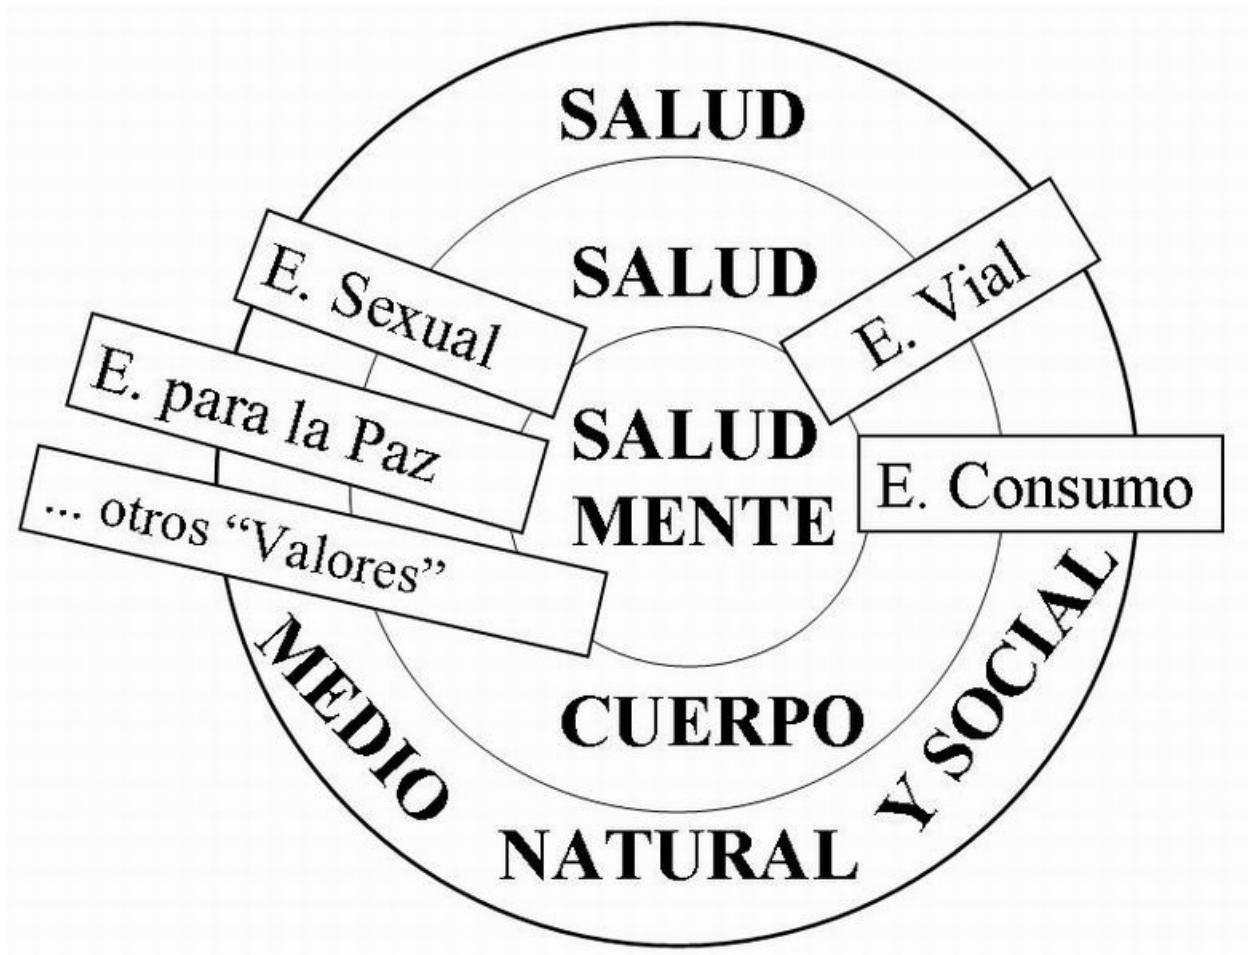 SALUD
SALUD
E. Sexual
E. Vial
E. para la Paz
SALUD
MENTE
E. Consumo
... otros “Valores”
CUERPO
MEDIO
NATURAL
Y SOCIAL